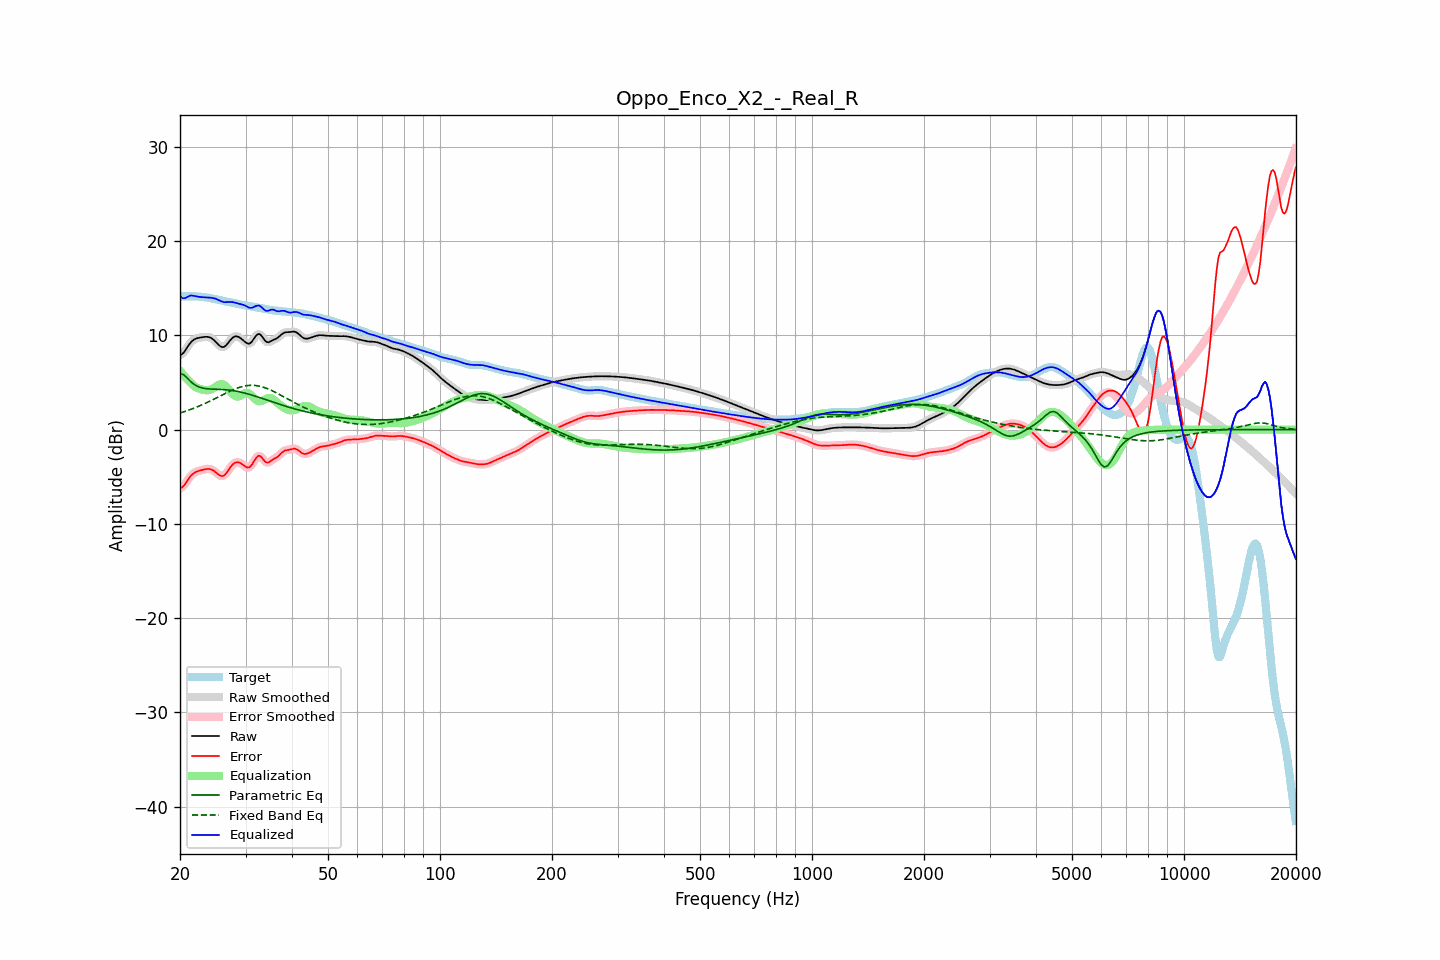 Oppo_Enco_X2_-_Real_R
Amplitude (dBr)
30
20
10
0
−10
−20
−30
−40
Target
Raw Smoothed
Error Smoothed
Raw
Error
Equalization
Parametric Eq
Fixed Band Eq
Equalized
20 50 100 200 500 1000 2000 5000 10000 20000
Frequency (Hz)